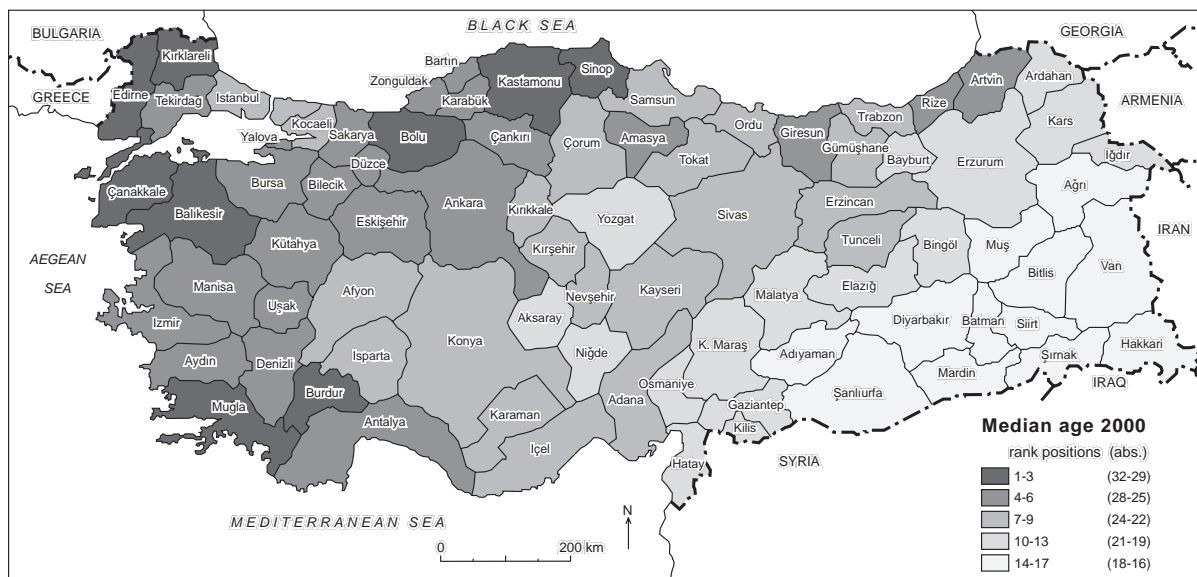 BLACK SEA
BULGARIA
GEORGIA
Kırklareli
Bartın
Sinop
Zonguldak
Kastamonu
Artvin
Ardahan
GREECE
Edirne
Tekirdag
Istanbul
Karabük
Samsun
Rize
ARMENIA
Kocaeli
Ordu
Trabzon
Kars
Yalova
Sakarya
Bolu
Çankırı
Çorum
Amasya
Giresun
Gümüşhane
Tokat
Bayburt
Erzurum
Iğdır
Düzce
Çanakkale
Bursa
Bilecik
Ağrı
Balıkesir
Ankara
Kırıkkale
Yozgat
Sivas
Erzincan
Eskişehir
IRAN
Kütahya
Kırşehir
Tunceli
Bingöl
Muş
AEGEAN
SEA
Van
Bitlis
Manisa
Afyon
Nevşehir
Kayseri
Malatya
Elazığ
Uşak
Aksaray
Izmir
Diyarbakır
Batman
Siirt
Konya
K. Maraş
Hakkari
Aydın
Denizli
Isparta
Niğde
Adıyaman
Şırnak
Mardin
Osmaniye
IRAQ
Burdur
Şanlıurfa
Mugla
Adana
Gaziantep
Karaman
Antalya
Kilis
Içel
Hatay
SYRIA
MEDITERRANEAN SEA
N
0 200 km
Median age 2000
rank positions (abs.)
1-3 (32-29)
4-6 (28-25)
7-9 (24-22)
10-13 (21-19)
14-17 (18-16)